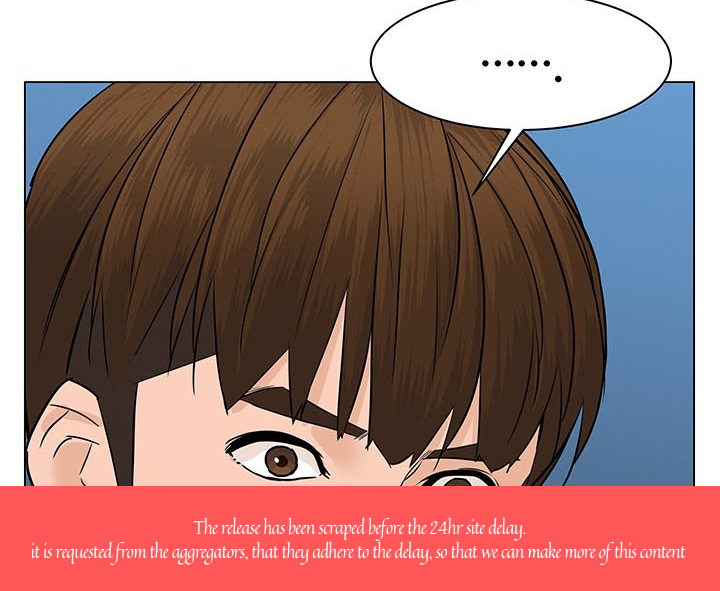 .......
The release has been scraped before the 24hr site delay.
it is requested from the aggregators, that they adhere to the delay, so that we can make more of this content